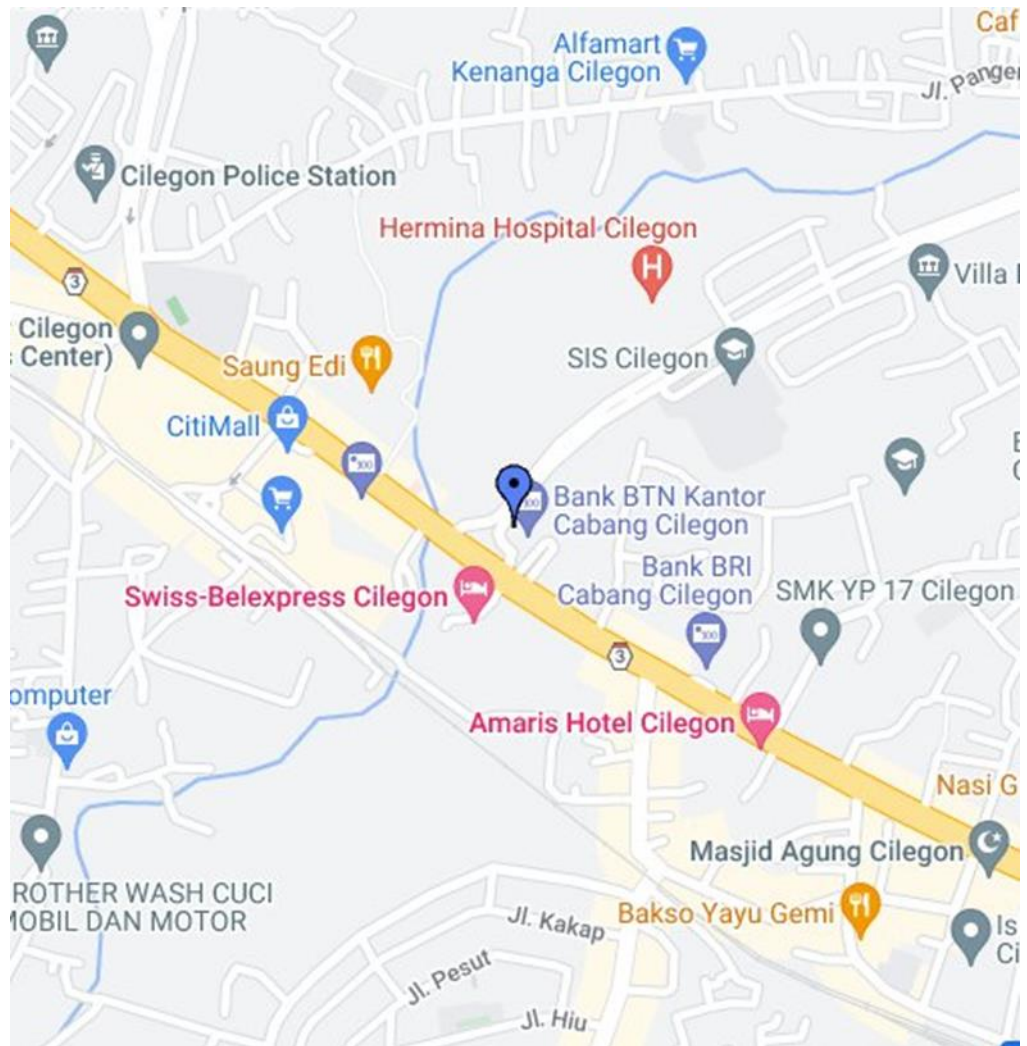 Caf
Alfamart
Kenanga Cilegon
Jl. Panger
Cilegon Police Station
Hermina Hospital Cilegon
3
Villa
Cilegon
Center)
SIS Cilegon
Saung Edi
CitiMall
100
Bank BTN Kantor
Cabang Cilegon
Bank BRI
Cabang Cilegon
100
Swiss-Belexpress Cilegon
SMK YP 17 Cilegon
3
omputer
Amaris Hotel Cilegon
Nasi G
Masjid Agung Cilegon
ROTHER WASH CUCI
MOBIL DAN MOTOR
Bakso Yayu Gemi
Jl. Kakap
Is
Ci
Jl. Pesut
Jl. Hiu